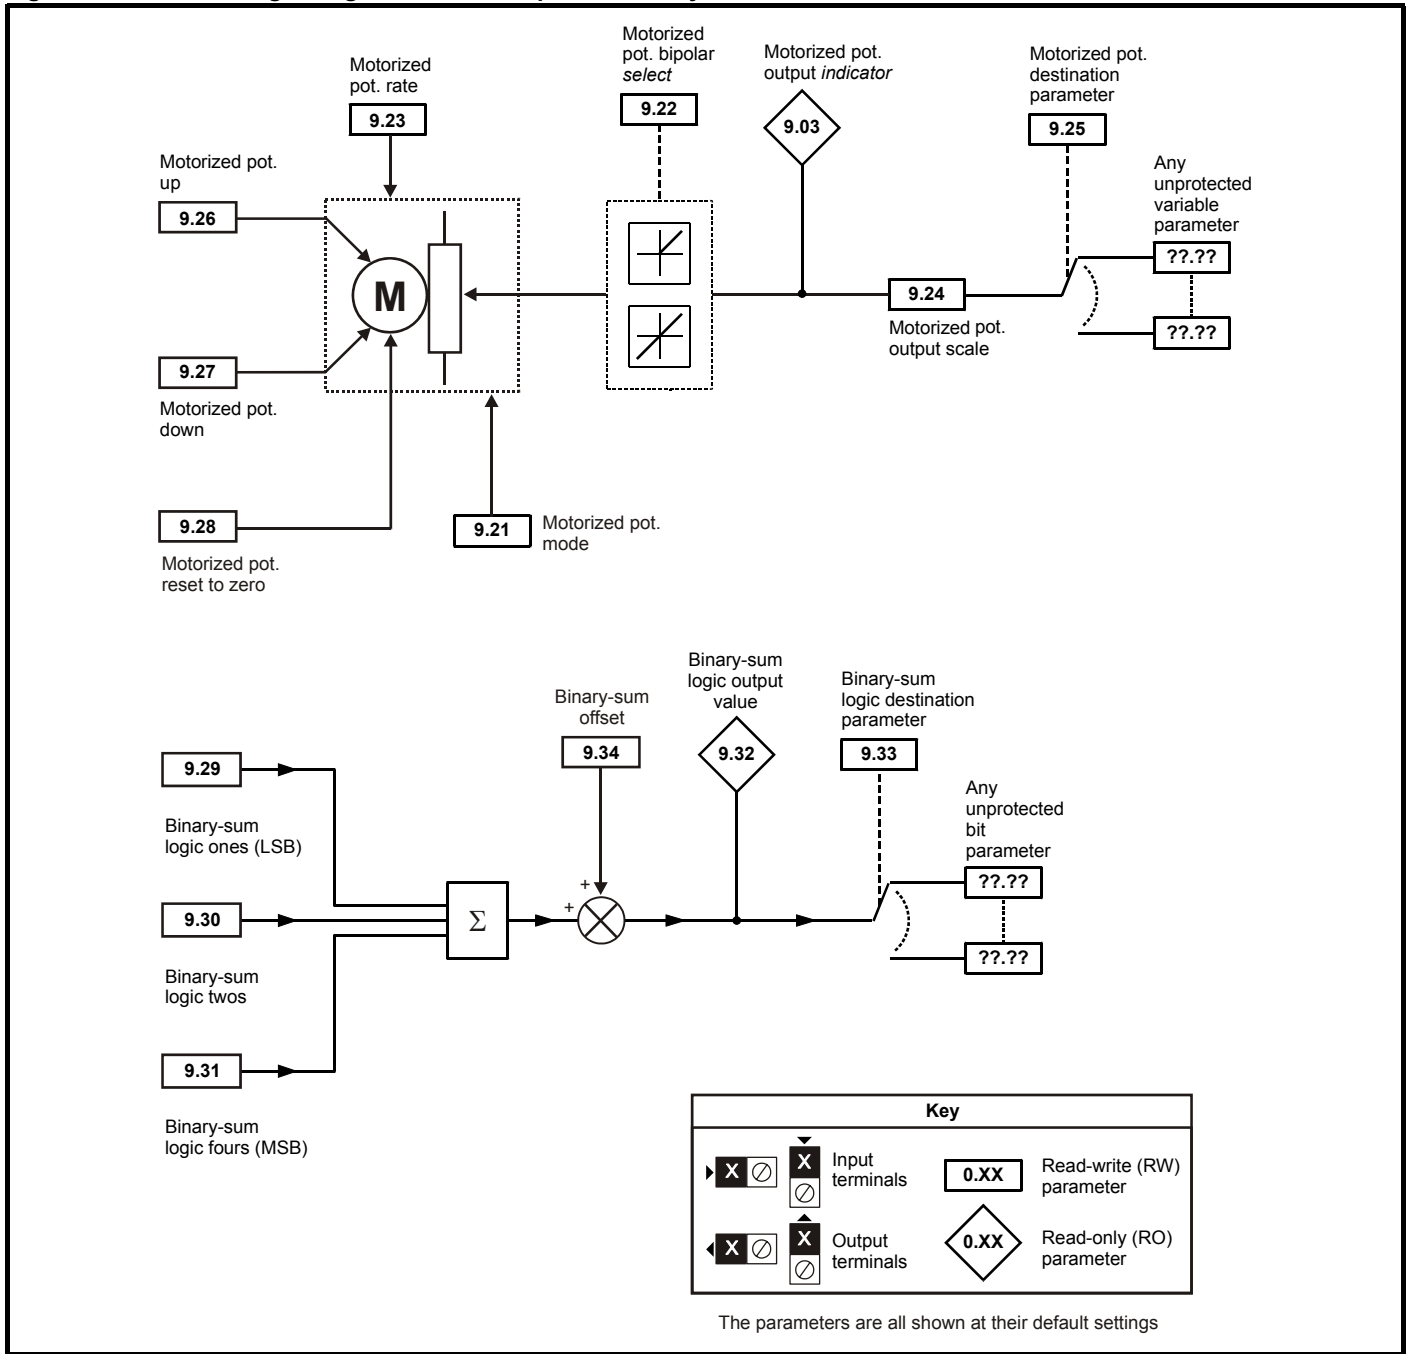 Motorized
pot. rate
9.23
Motorized
pot. bipolar
select
9.22
Motorized pot.
output indicator
9.03
Motorized pot.
destination
parameter
9.25
Any
unprotected
variable
parameter
??.??
??.??
Motorized pot.
up
9.26
M
9.24
Motorized pot.
output scale
9.27
Motorized pot.
down
9.28
Motorized pot.
reset to zero
9.21
Motorized pot.
mode
Binary-sum
offset
9.34
Binary-sum
logic output
value
9.32
Binary-sum
logic destination
parameter
9.33
Any
unprotected
bit
parameter
??.??
??.??
9.29
Binary-sum
logic ones (LSB)
9.30
Binary-sum
logic twos
9.31
Binary-sum
logic fours (MSB)
Σ
+
+
Key
X
X
Input
terminals
0.XX
Read-write (RW)
parameter
X
X
Output
terminals
0.XX
Read-only (RO)
parameter
The parameters are all shown at their default settings